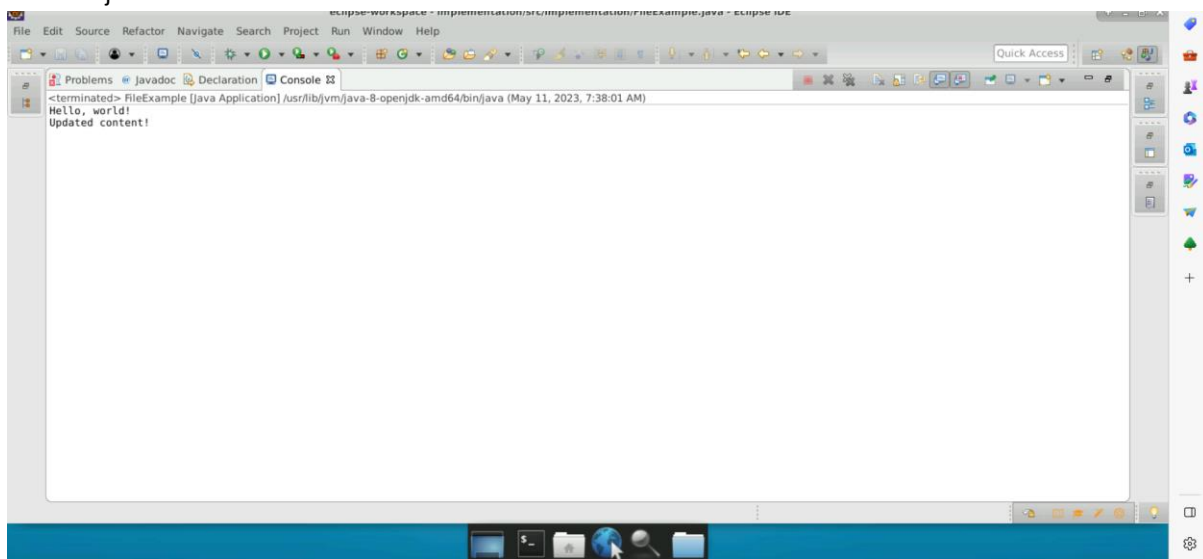 eclipse-workspace - Implementation/src/implementation/FileExample.java - Eclipse IDE
File Edit Source Refactor Navigate Search Project Run Window Help
Quick Access
Problems @ Javadoc Declaration Console
<terminated> FileExample [Java Application] /usr/lib/jvm/java-8-openjdk-amd64/bin/java (May 11, 2023, 7:38:01 AM)
Hello, world!
Updated content!
$_